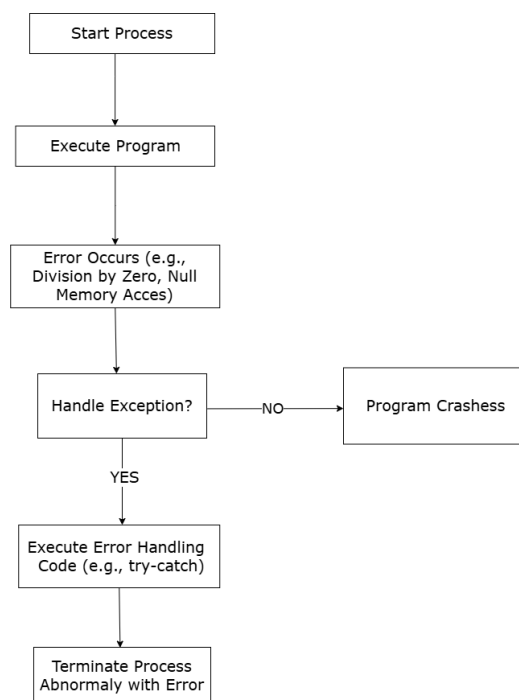 Start Process
Execute Program
Error Occurs (e.g.,
Division by Zero, Null
Memory Acces)
Handle Exception?
NO
Program Crashess
YES
Execute Error Handling
Code (e.g., try-catch)
Terminate Process
Abnormaly with Error